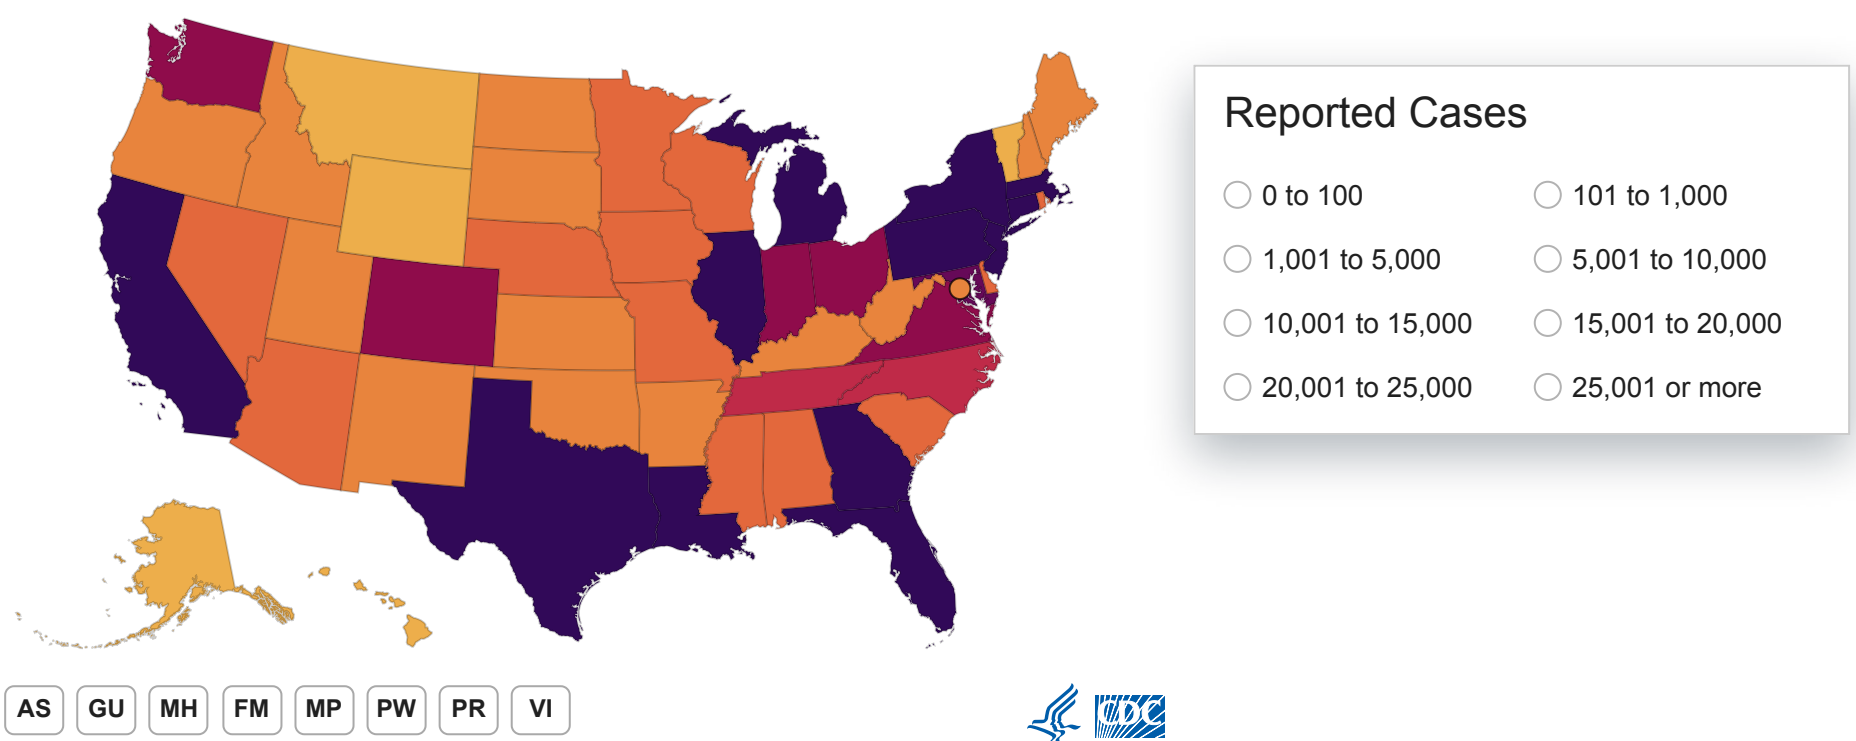 Reported Cases
0 to 100
101 to 1,000
1,001 to 5,000
5,001 to 10,000
10,001 to 15,000
15,001 to 20,000
20,001 to 25,000
25,001 or more
AS GU MH FM MP PW PR VI
CDC